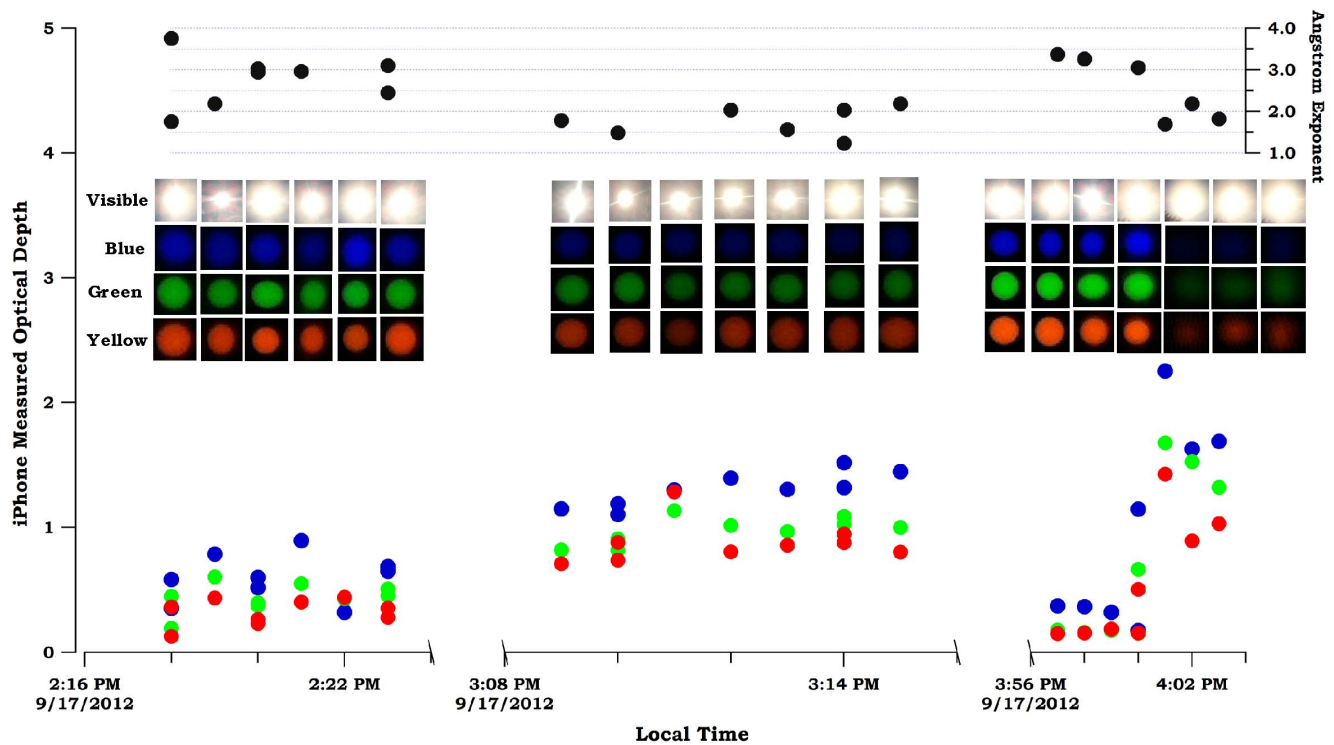 5
4
3
2
1
0
iPhone Measured Optical Depth
4.0
3.0
2.0
1.0
Angstrom Exponent
Visible
Blue
Green
Yellow
2:16 PM
9/17/2012
2:22 PM
3:08 PM
9/17/2012
3:14 PM
3:56 PM
9/17/2012
4:02 PM
Local Time